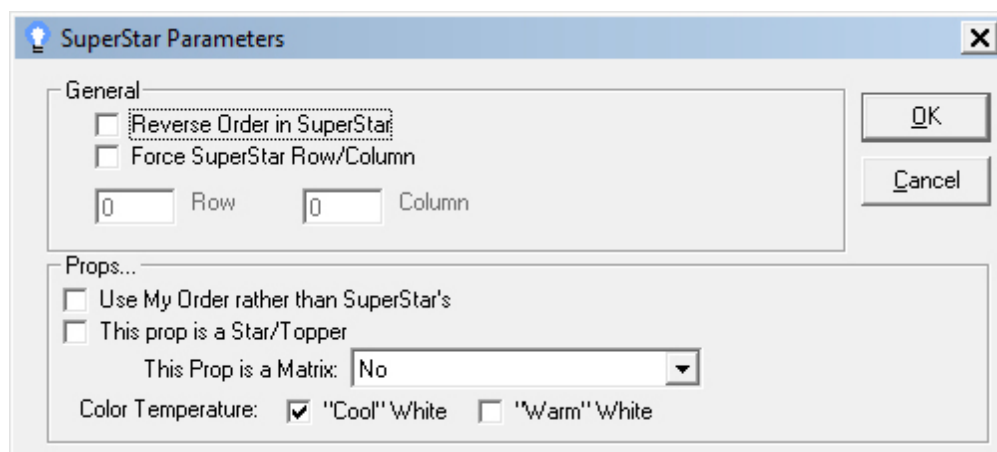 SuperStar Parameters
General
Reverse Order in SuperStar
OK
Force SuperStar Row/Column
Cancel
0 Row 0 Column
Props...
Use My Order rather than SuperStar's
This prop is a Star/Topper
This Prop is a Matrix: No
Color Temperature: "Cool" White "Warm" White